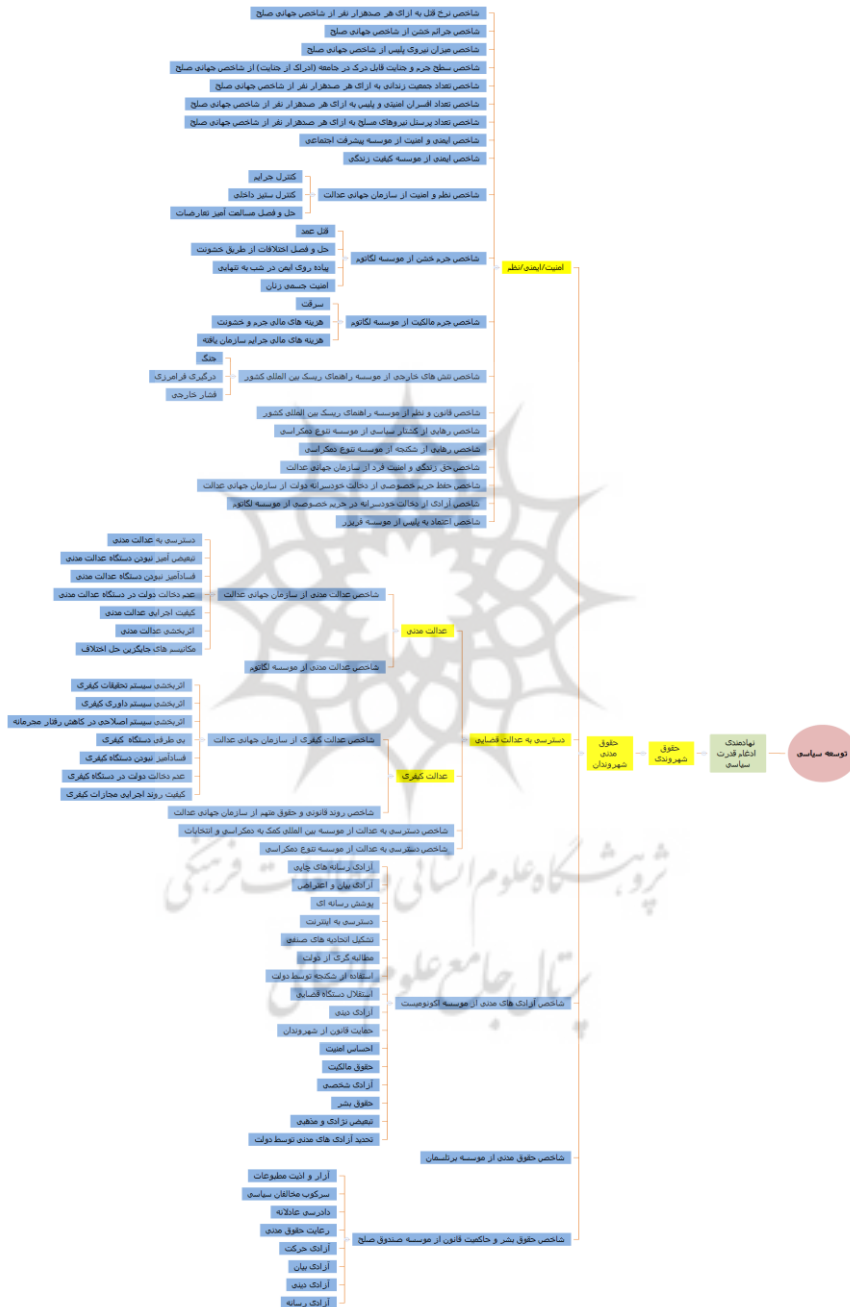 توسعه سیاسی
نهادمندی
ادغام قدرت
سیاسی
حقوق
شهروندی
حقوق
مدنی
شهروندان
امنیت/ایمنی/نظم
شاخص نرخ قتل به ازای هر صدهزار نفر از شاخص جهانی صلح
شاخص جرائم خشن از شاخص جهانی صلح
شاخص میزان نیروی پلیس از شاخص جهانی صلح
شاخص سطح جرم و جنایت قابل درک در جامعه (ادراک از جنایت) از شاخص جهانی صلح
شاخص تعداد جمعیت زندانی به ازای هر صدهزار نفر از شاخص جهانی صلح
شاخص تعداد افسران امنیتی و پلیس به ازای هر صدهزار نفر از شاخص جهانی صلح
شاخص تعداد پرسنل نیروهای مسلح به ازای هر صدهزار نفر از شاخص جهانی صلح
شاخص ایمنی و امنیت از موسسه پیشرفت اجتماعی
شاخص ایمنی از موسسه کیفیت زندگی
شاخص نظم و امنیت از سازمان جهانی عدالت
کنترل جرایم
کنترل ستیز داخلی
حل و فصل مسالمت آمیز تعارضات
شاخص جرم خشن از موسسه لگاتوم
قتل عمد
حل و فصل اختلافات از طریق خشونت
پیاده روی ایمن در شب به تنهایی
امنیت جسمی زنان
شاخص جرم مالکیت از موسسه لگاتوم
سرقت
هزینه های مالی جرم و خشونت
هزینه های مالی جرایم سازمان یافته
شاخص تنش های خارجی از موسسه راهنمای ریسک بین المللی کشور
جنگ
درگیری فرامرزی
فشار خارجی
شاخص قانون و نظم از موسسه راهنمای ریسک بین المللی کشور
شاخص رهایی از کشتار سیاسی از موسسه تنوع دمکراسی
شاخص رهایی از شکنجه از موسسه تنوع دمکراسی
شاخص حق زندگی و امنیت فرد از سازمان جهانی عدالت
شاخص حفظ حریم خصوصی از دخالت خودسرانه دولت از سازمان جهانی عدالت
شاخص آزادی از دخالت خودسرانه در حریم خصوصی از موسسه لگاتوم
شاخص اعتماد به پلیس از موسسه فریزر
دسترسی به عدالت قضایی
عدالت مدنی
شاخص عدالت مدنی از سازمان جهانی عدالت
دسترسی به عدالت مدنی
تبعیض آمیز نبودن دستگاه عدالت مدنی
فسادآمیز نبودن دستگاه عدالت مدنی
عدم دخالت دولت در دستگاه عدالت مدنی
کیفیت اجرایی عدالت مدنی
اثربخشی عدالت مدنی
مکانیسم های جایگزین حل اختلاف
شاخص عدالت مدنی از موسسه لگاتوم
عدالت کیفری
شاخص عدالت کیفری از سازمان جهانی عدالت
اثربخشی سیستم تحقیقات کیفری
اثربخشی سیستم داوری کیفری
اثربخشی سیستم اصلاحی در کاهش رفتار مجرمانه
بی طرفی دستگاه کیفری
فسادآمیز نبودن دستگاه کیفری
عدم دخالت دولت در دستگاه کیفری
کیفیت روند اجرایی مجازات کیفری
شاخص روند قانونی و حقوق متهم از سازمان جهانی عدالت
شاخص دسترسی به عدالت از موسسه بین المللی کمک به دمکراسی و انتخابات
شاخص دسترسی به عدالت از موسسه تنوع دمکراسی
شاخص آزادی های مدنی از موسسه اکونومیست
آزادی رسانه های چاپی
آزادی بیان و اعتراض
پوشش رسانه ای
دسترسی به اینترنت
تشکیل اتحادیه های صنفی
مطالبه گری از دولت
استفاده از شکنجه توسط دولت
استقلال دستگاه قضایی
آزادی دینی
حمایت قانون از شهروندان
احساس امنیت
حقوق مالکیت
آزادی شخصی
حقوق بشر
تبعیض نژادی و مذهبی
تحدید آزادی های مدنی توسط دولت
شاخص حقوق مدنی از موسسه برتلسمان
شاخص حقوق بشر و حاکمیت قانون از موسسه صندوق صلح
آزار و اذیت مطبوعات
سرکوب مخالفان سیاسی
دادرسی عادلانه
رعایت حقوق مدنی
آزادی حرکت
آزادی بیان
آزادی دینی
آزادی رسانه
پژوهشگاه علوم انسانی و مطالعات فرهنگی
پرتال جامع علوم انسانی